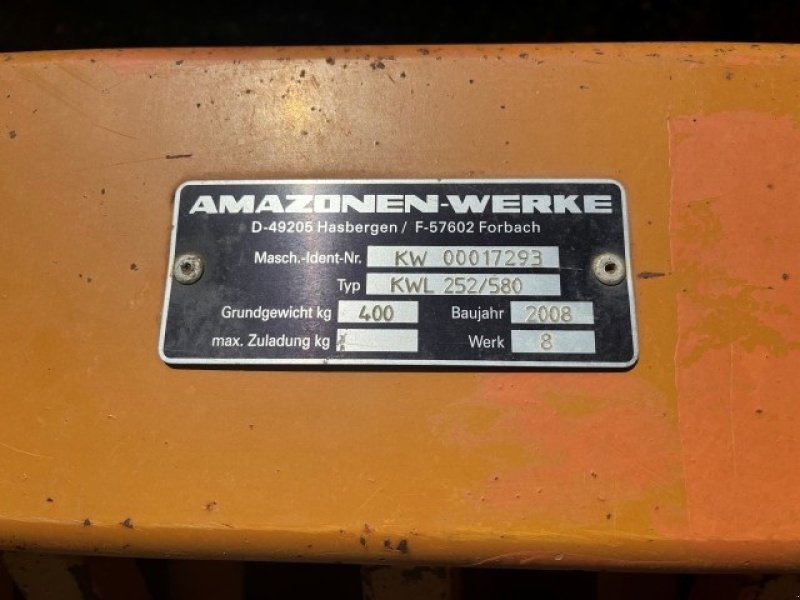 AMAZONEN-WERKE
D-49205 Hasbergen / F-57602 Forbach
Masch.-Ident-Nr. KW 00017293
Typ KWL 252/580
Grundgewicht kg 400 Baujahr 2008
max. Zuladung kg Werk 8